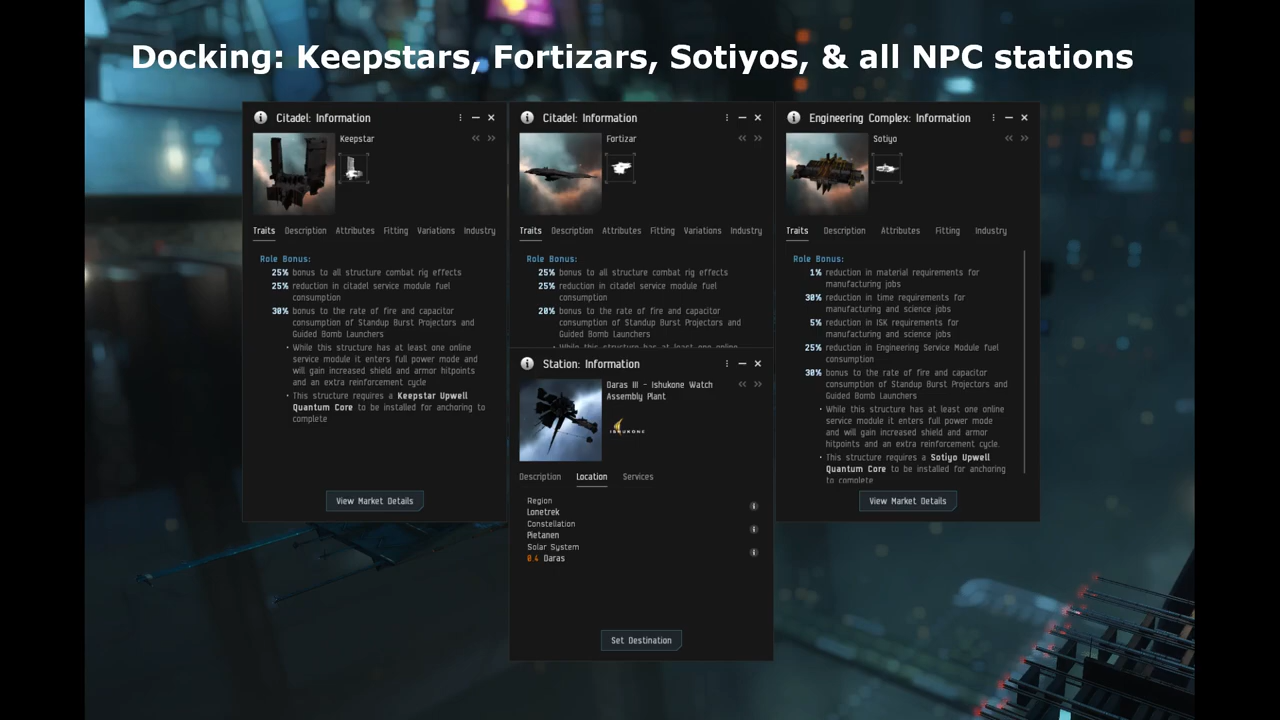 Docking: Keepstars, Fortizars, Sotiyos, & all NPC stations
Citadel: Information
Keepstar
Traits Description Attributes Fitting Variations Industry
Role Bonus:
25% bonus to all structure combat rig effects
25% reduction in citadel service module fuel
consumption
30% bonus to the rate of fire and capacitor
consumption of Standup Burst Projectors and
Guided Bomb Launchers
· While this structure has at least one online
service module it enters full power mode and
will gain increased shield and armor hitpoints
and an extra reinforcement cycle
· This structure requires a Keepstar Upwell
Quantum Core to be installed for anchoring to
complete
View Market Details
Citadel: Information
Fortizar
Traits Description Attributes Fitting Variations Industry
Role Bonus:
25% bonus to all structure combat rig effects
25% reduction in citadel service module fuel
consumption
20% bonus to the rate of fire and capacitor
consumption of Standup Burst Projectors and
Guided Bomb Launchers
· While this structure has at least one online
Station: Information
Daras III - Ishukone Watch
Assembly Plant
ISHUKONE
Description Location Services
Region
Lonetrek
Constellation
Pietanen
Solar System
0.4 Daras
Set Destination
Engineering Complex: Information
Sotiyo
Traits Description Attributes Fitting Industry
Role Bonus:
1% reduction in material requirements for
manufacturing jobs
30% reduction in time requirements for
manufacturing and science jobs
5% reduction in ISK requirements for
manufacturing and science jobs
25% reduction in Engineering Service Module fuel
consumption
30% bonus to the rate of fire and capacitor
consumption of Standup Burst Projectors and
Guided Bomb Launchers
· While this structure has at least one online
service module it enters full power mode
and will gain increased shield and armor
hitpoints and an extra reinforcement cycle.
· This structure requires a Sotiyo Upwell
Quantum Core to be installed for anchoring
to complete
View Market Details